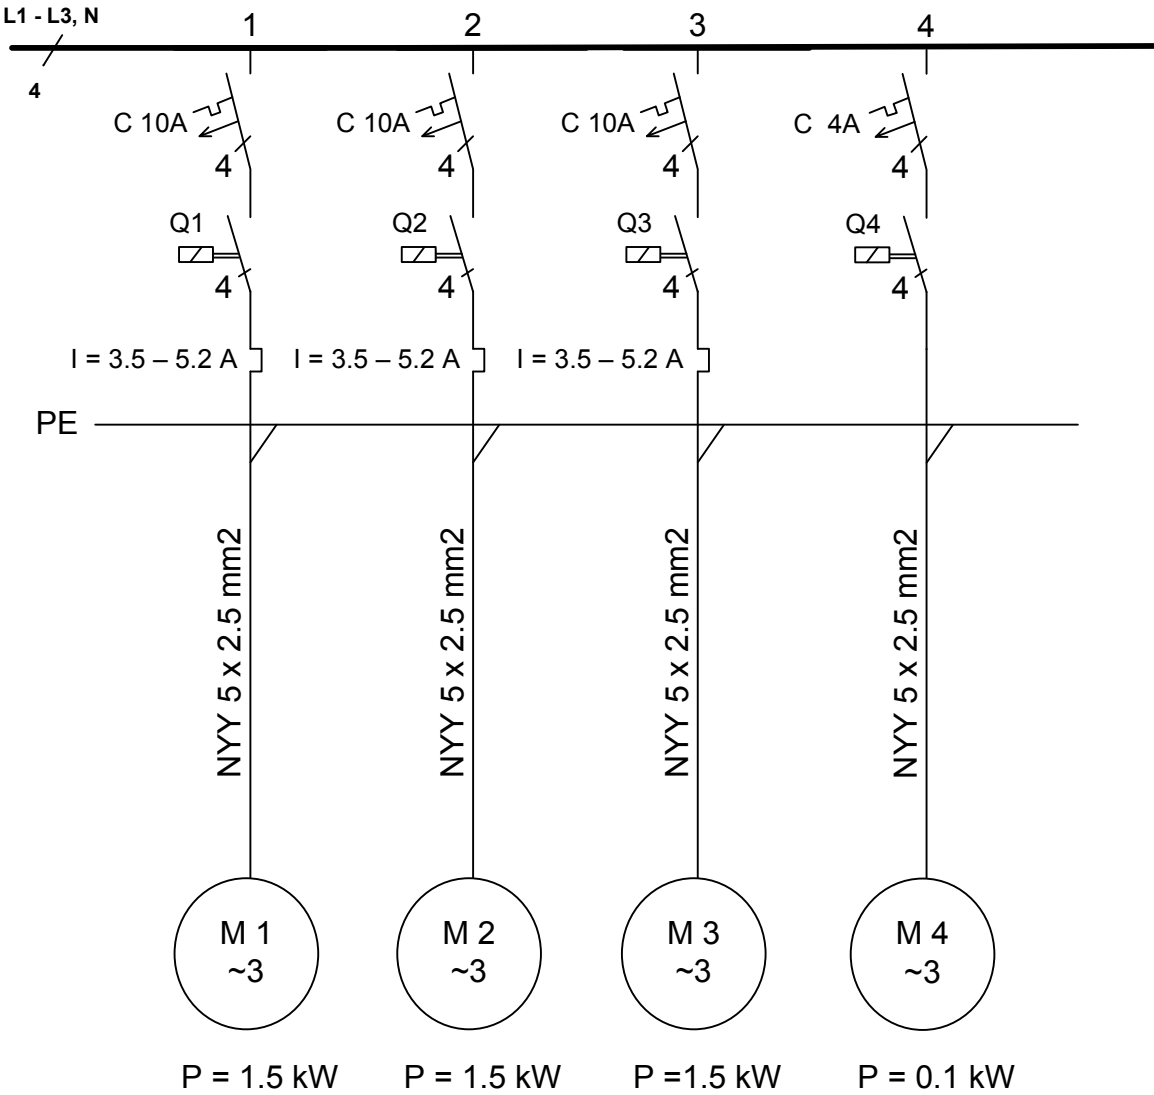 L1 - L3, N
1 2 3 4
4
C 10A C 10A C 10A C 4A
4 4 4 4
Q1 Q2 Q3 Q4
4 4 4 4
I = 3.5 – 5.2 A I = 3.5 – 5.2 A I = 3.5 – 5.2 A
PE
NYY 5 x 2.5 mm2
NYY 5 x 2.5 mm2
NYY 5 x 2.5 mm2
NYY 5 x 2.5 mm2
M 1 M 2 M 3 M 4
~3 ~3 ~3 ~3
P = 1.5 kW P = 1.5 kW P =1.5 kW P = 0.1 kW